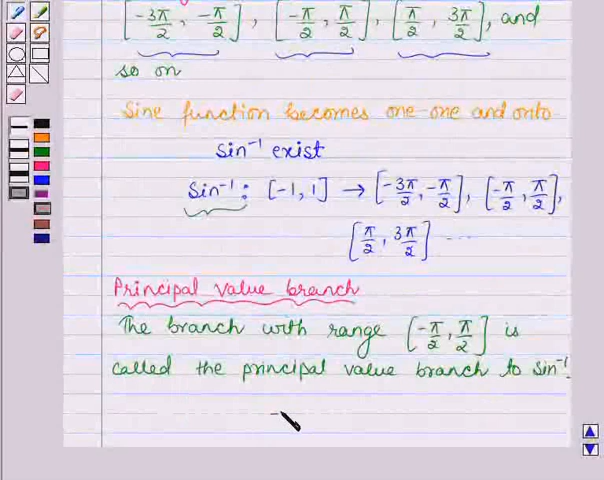 [-3π/2, -π/2], [-π/2, π/2], [π/2, 3π/2], and
so on
Sine function becomes one-one and onto
Sin⁻¹ exist
Sin⁻¹: [-1, 1] → [-3π/2, -π/2], [-π/2, π/2],
[π/2, 3π/2] ....
Principal value branch
The branch with range [-π/2, π/2] is
called the principal value branch to sin⁻¹.